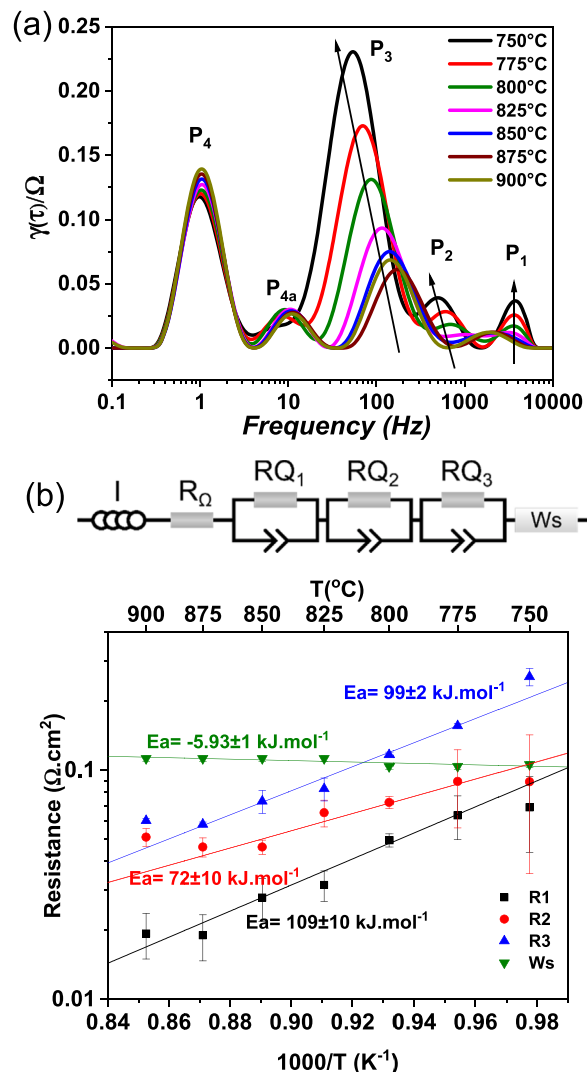 (a)
γ(τ)/Ω
0.25
0.20
0.15
0.10
0.05
0.00
P4
P4a
P3
P2
P1
750°C
775°C
800°C
825°C
850°C
875°C
900°C
0.1 1 10 100 1000 10000
Frequency (Hz)
(b)
I
RΩ
RQ1
RQ2
RQ3
Ws
T(°C)
900 875 850 825 800 775 750
Resistance (Ω.cm²)
0.1
0.01
Ea= 99±2 kJ.mol⁻¹
Ea= -5.93±1 kJ.mol⁻¹
Ea= 72±10 kJ.mol⁻¹
Ea= 109±10 kJ.mol⁻¹
R1
R2
R3
Ws
0.84 0.86 0.88 0.90 0.92 0.94 0.96 0.98
1000/T (K⁻¹)